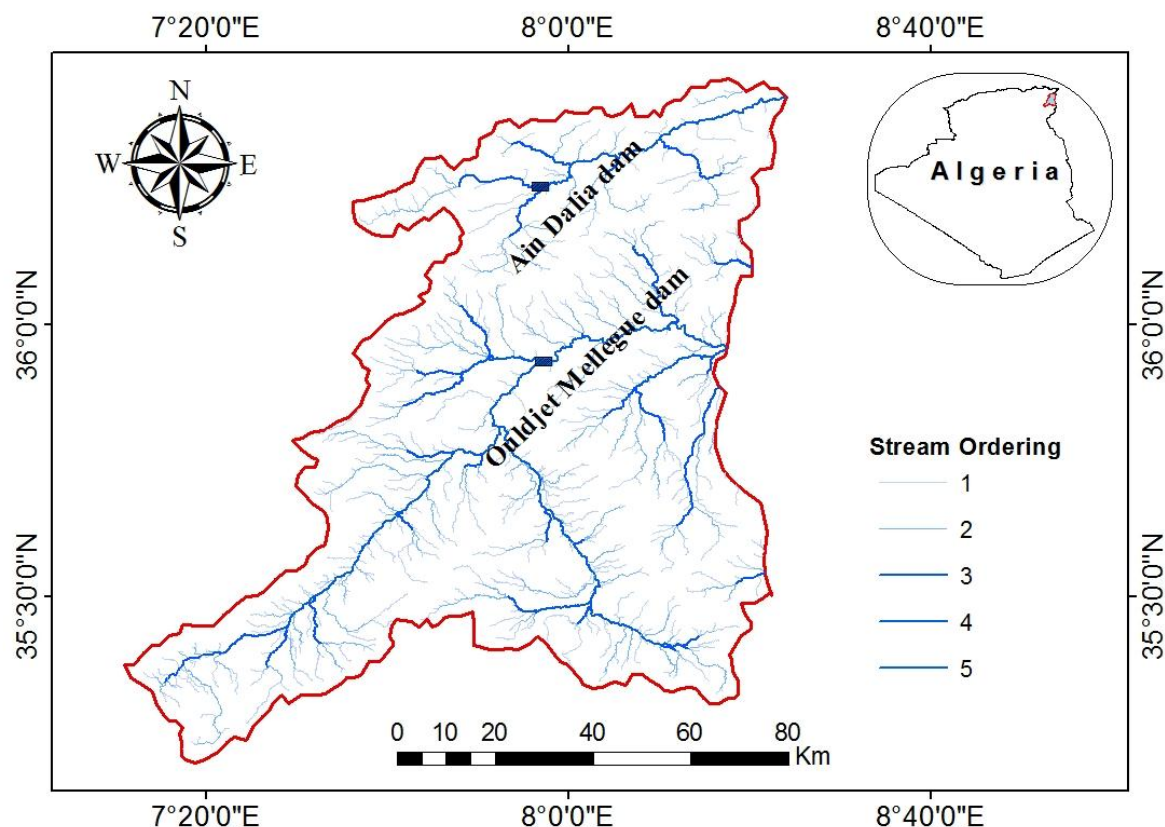 7°20'0"E 8°0'0"E 8°40'0"E
N
W E
S
Algeria
Ain Dalia dam
Ouldjet Mellegue dam
36°0'0"N 36°0'0"N
35°30'0"N 35°30'0"N
Stream Ordering
1
2
3
4
5
0 10 20 40 60 80
Km
7°20'0"E 8°0'0"E 8°40'0"E